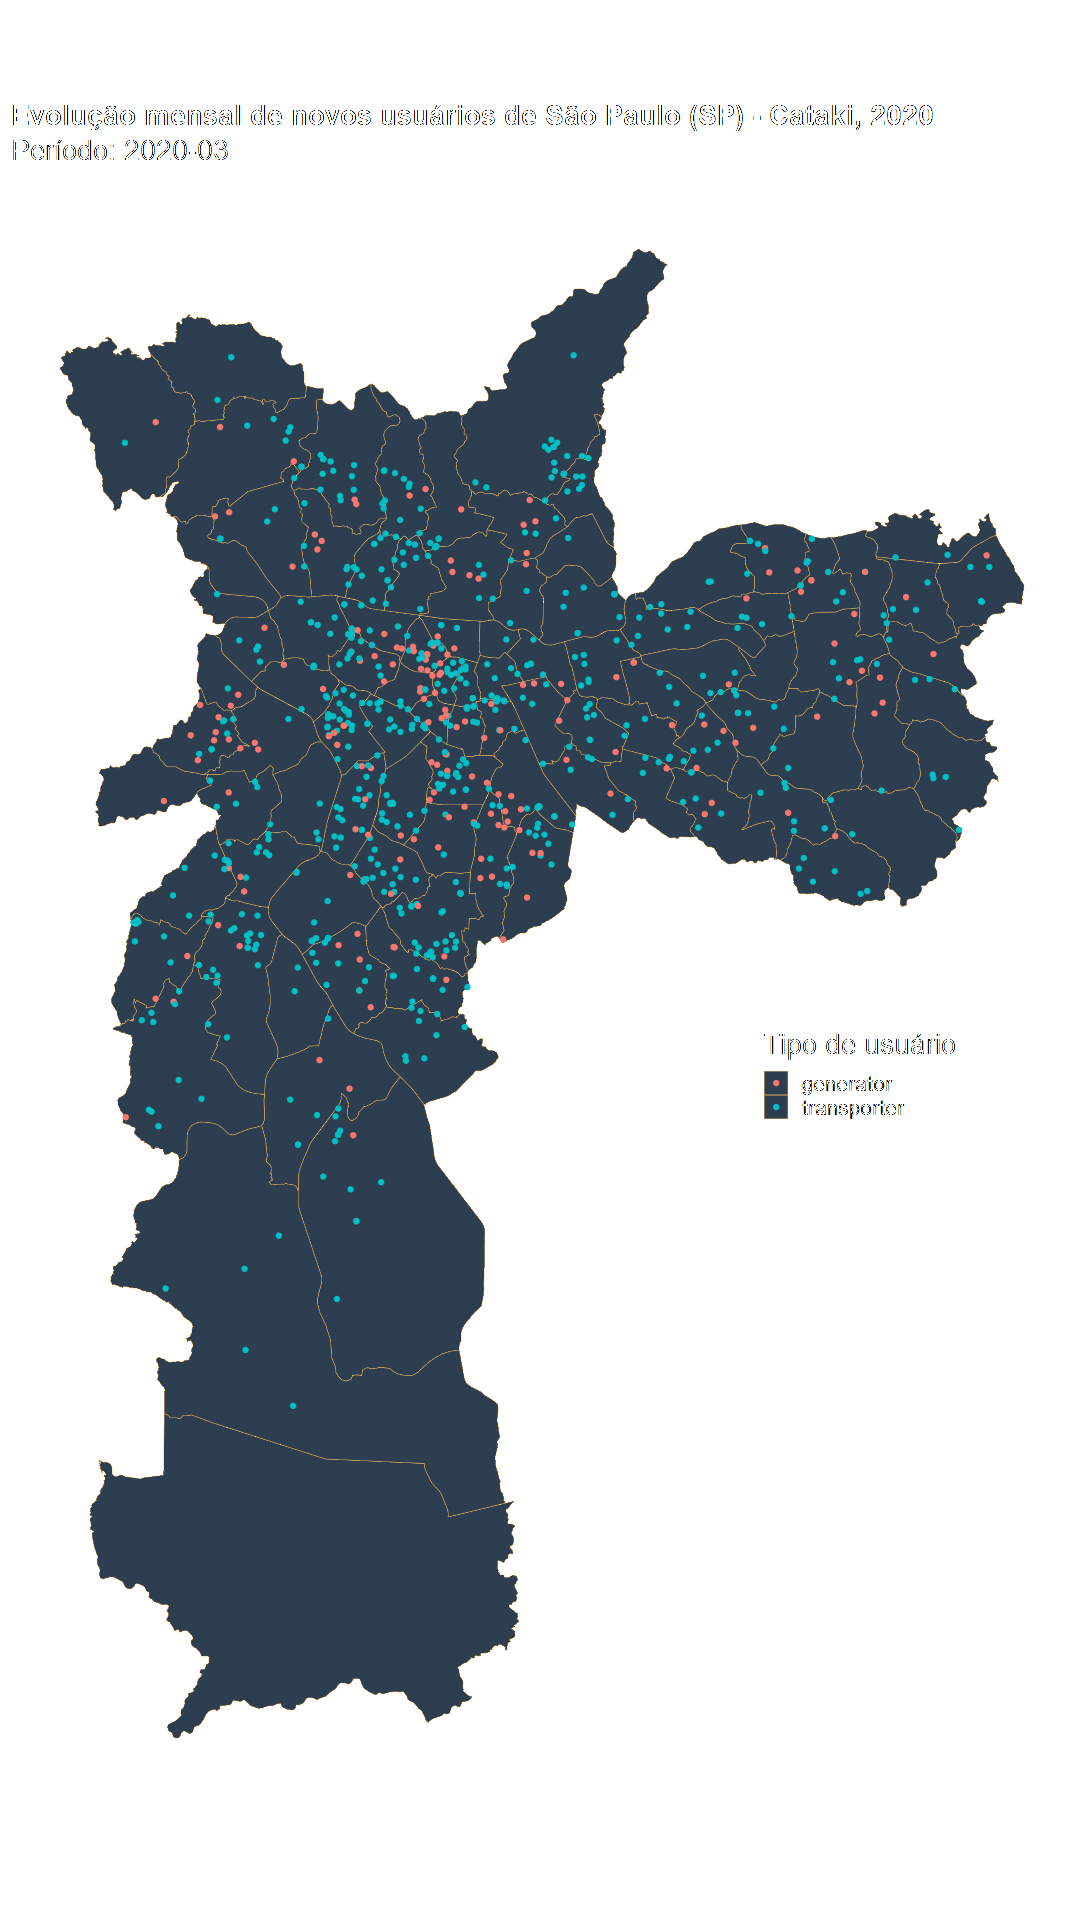 Evolução mensal de novos usuários de São Paulo (SP) - Cataki, 2020
Período: 2020-03
Tipo de usuário
generator
transporter